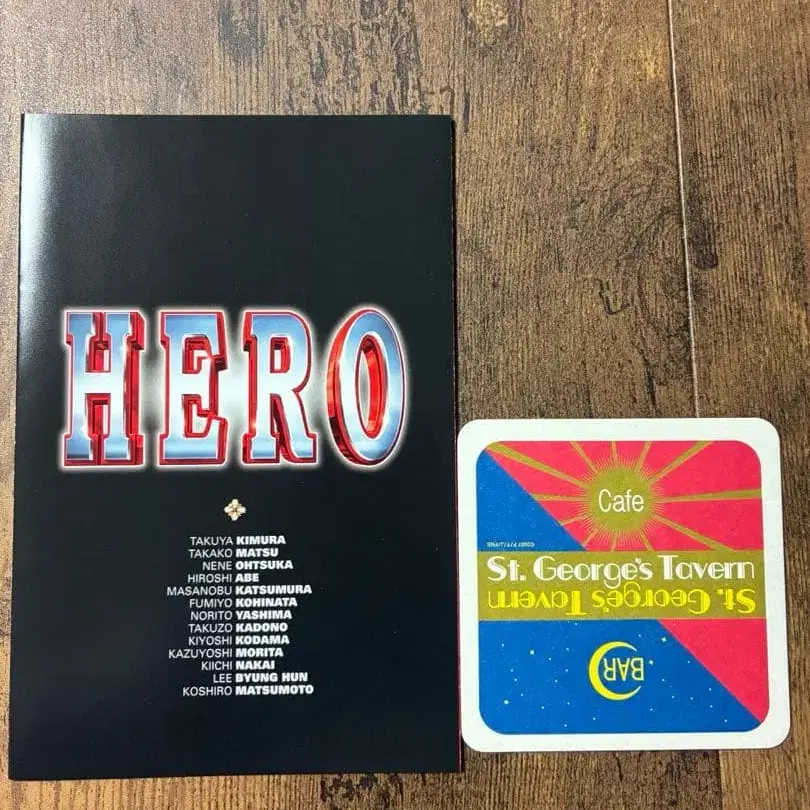 HERO
TAKUYA KIMURA
TAKAKO MATSU
NENE OHTSUKA
HIROSHI ABE
MASANOBU KATSUMURA
FUMIYO KOHINATA
NORITO YASHIMA
TAKUZO KADONO
KIYOSHI KODAMA
KAZUYOSHI MORITA
KIICHI NAKAI
LEE BYUNG HUN
KOSHIRO MATSUMOTO
Cafe
St. George's Tavern
St. George's Tavern
BAR